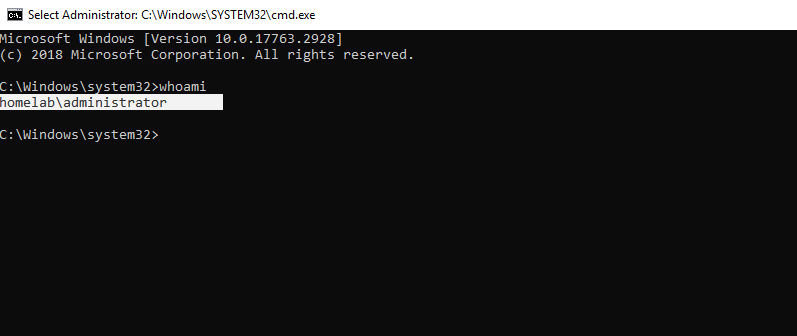 Select Administrator: C:\Windows\SYSTEM32\cmd.exe
Microsoft Windows [Version 10.0.17763.2928]
(c) 2018 Microsoft Corporation. All rights reserved.
C:\Windows\system32>whoami
homelab\administrator
C:\Windows\system32>